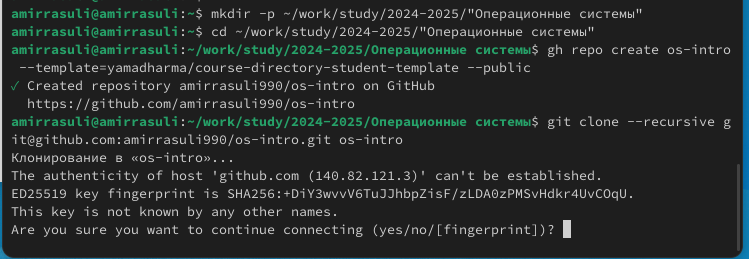 amirrasuli@amirrasuli:~$ mkdir -p ~/work/study/2024-2025/"Операционные системы"
amirrasuli@amirrasuli:~$ cd ~/work/study/2024-2025/"Операционные системы"
amirrasuli@amirrasuli:~/work/study/2024-2025/Операционные системы$ gh repo create os-intro
--template=yamadharma/course-directory-student-template --public
✓ Created repository amirrasuli990/os-intro on GitHub
https://github.com/amirrasuli990/os-intro
amirrasuli@amirrasuli:~/work/study/2024-2025/Операционные системы$ git clone --recursive g
it@github.com:amirrasuli990/os-intro.git os-intro
Клонирование в «os-intro»...
The authenticity of host 'github.com (140.82.121.3)' can't be established.
ED25519 key fingerprint is SHA256:+DiY3wvvV6TuJJhbpZisF/zLDA0zPMSvHdkr4UvCOqU.
This key is not known by any other names.
Are you sure you want to continue connecting (yes/no/[fingerprint])?